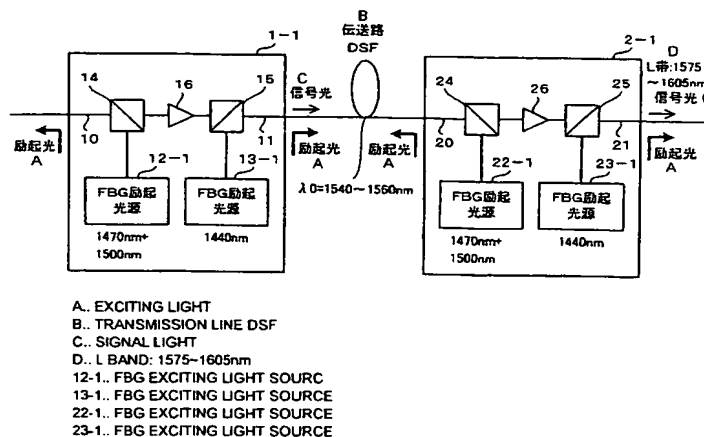 B
伝送路
DSF
1-1
2-1
D
L帯:1575
~1605nm
信号光
14
16
15
C
信号光
24
26
25
10
11
20
21
励起光
A
励起光
A
励起光
A
励起光
A
12-1
13-1
λ0=1540~1560nm
22-1
23-1
FBG励起
光源
FBG励起
光源
FBG励起
光源
FBG励起
光源
1470nm+
1500nm
1440nm
1470nm+
1500nm
1440nm
A.. EXCITING LIGHT
B.. TRANSMISSION LINE DSF
C.. SIGNAL LIGHT
D.. L BAND: 1575~1605nm
12-1.. FBG EXCITING LIGHT SOURC
13-1.. FBG EXCITING LIGHT SOURCE
22-1.. FBG EXCITING LIGHT SOURCE
23-1.. FBG EXCITING LIGHT SOURCE